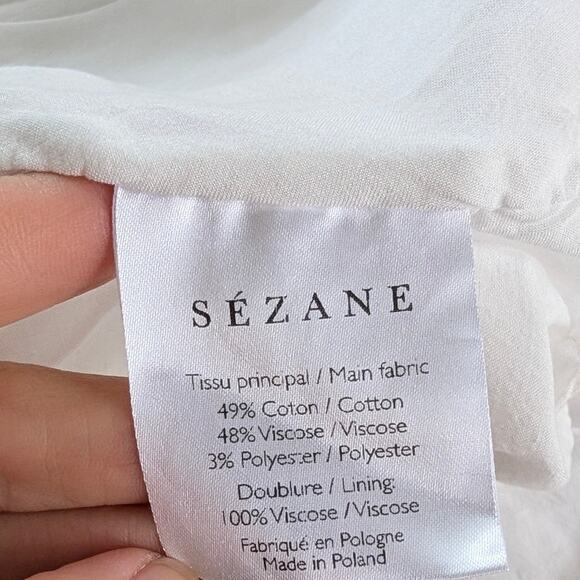 SÉZANE
Tissu principal / Main fabric
49% Coton / Cotton
48% Viscose / Viscose
3% Polyester / Polyester
Doublure / Lining:
100% Viscose / Viscose
Fabriqué en Pologne
Made in Poland